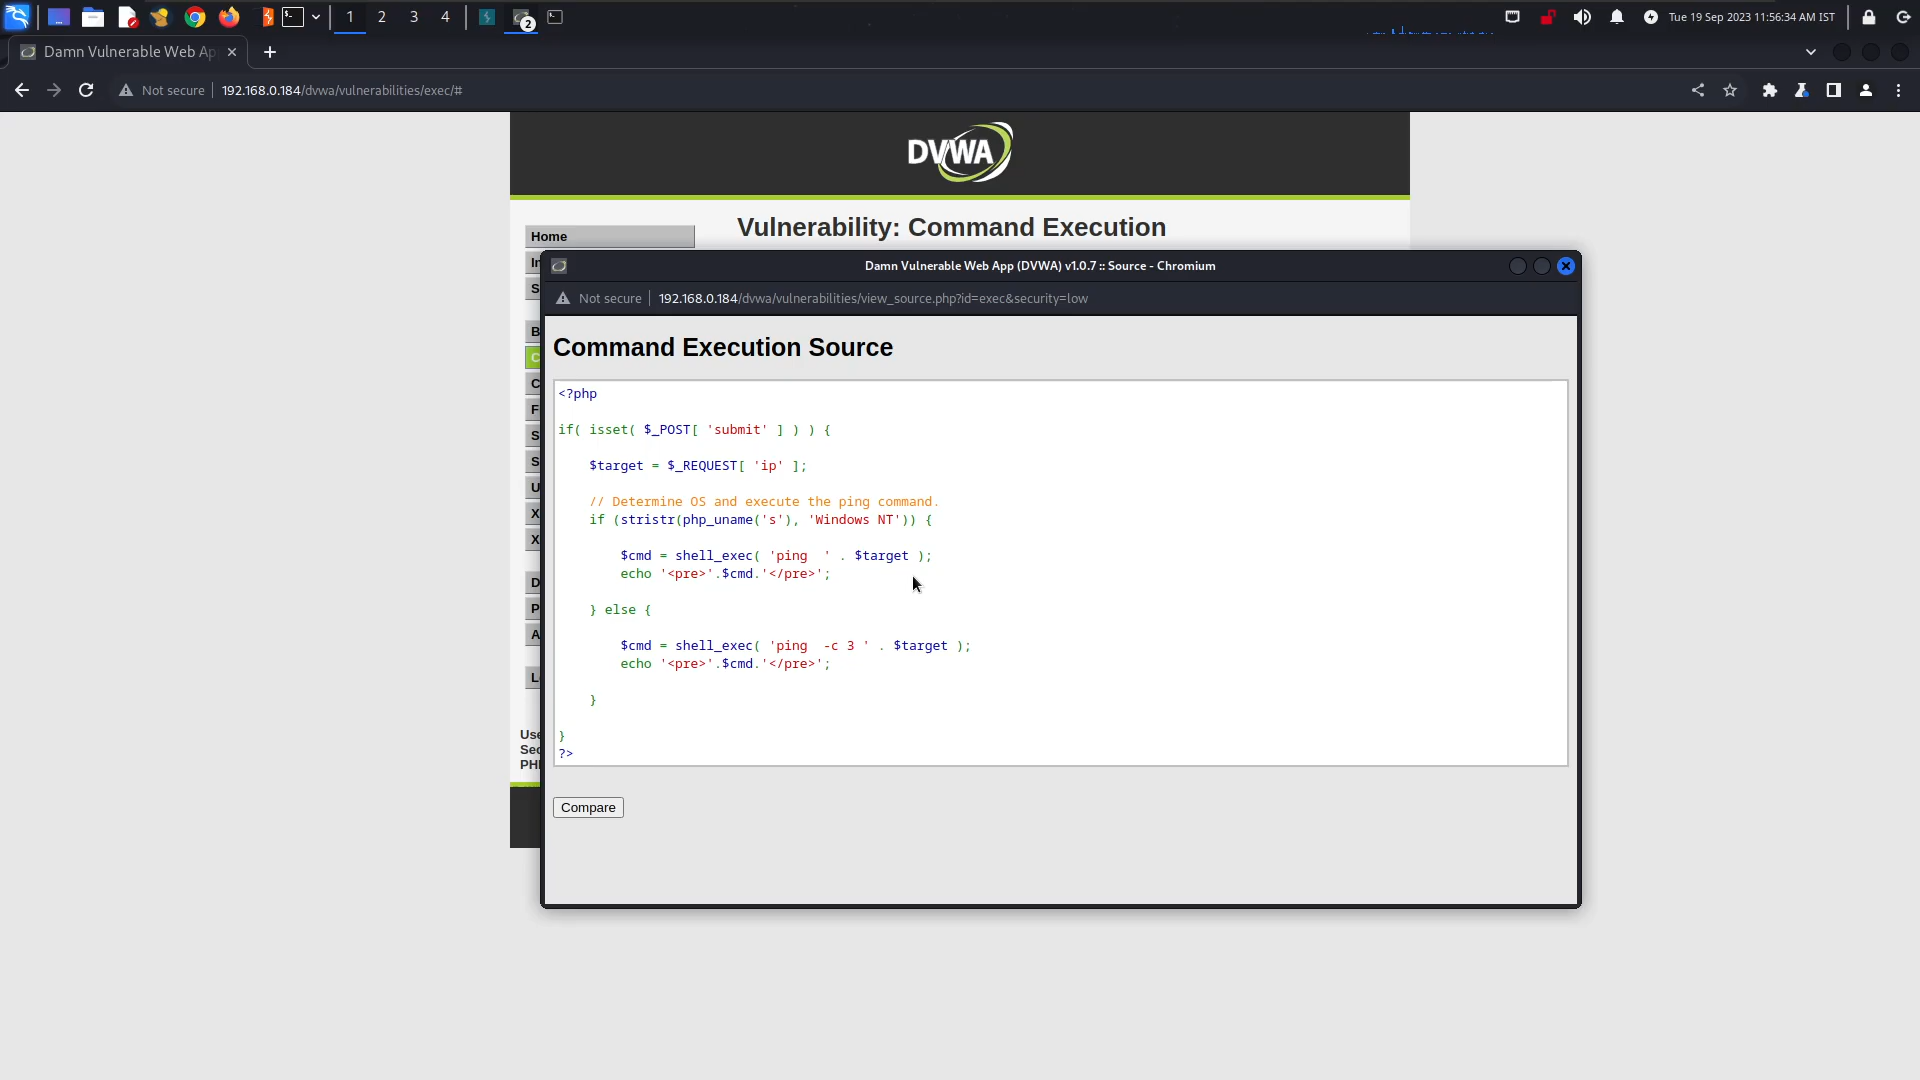 1 2 3 4 2 Tue 19 Sep 2023 11:56:34 AM IST
Damn Vulnerable Web Ap
Not secure 192.168.0.184/dvwa/vulnerabilities/exec/#
DVWA
Vulnerability: Command Execution
Home
In
S
B
C
C
F
S
S
U
X
X
D
P
A
L
Use
Sec
PHI
Damn Vulnerable Web App (DVWA) v1.0.7 :: Source - Chromium
Not secure 192.168.0.184/dvwa/vulnerabilities/view_source.php?id=exec&security=low
Command Execution Source
<?php
if( isset( $_POST[ 'submit' ] ) ) {
$target = $_REQUEST[ 'ip' ];
// Determine OS and execute the ping command.
if (stristr(php_uname('s'), 'Windows NT')) {
$cmd = shell_exec( 'ping  ' . $target );
echo '<pre>'.$cmd.'</pre>';
} else {
$cmd = shell_exec( 'ping  -c 3 ' . $target );
echo '<pre>'.$cmd.'</pre>';
}
}
?>
Compare